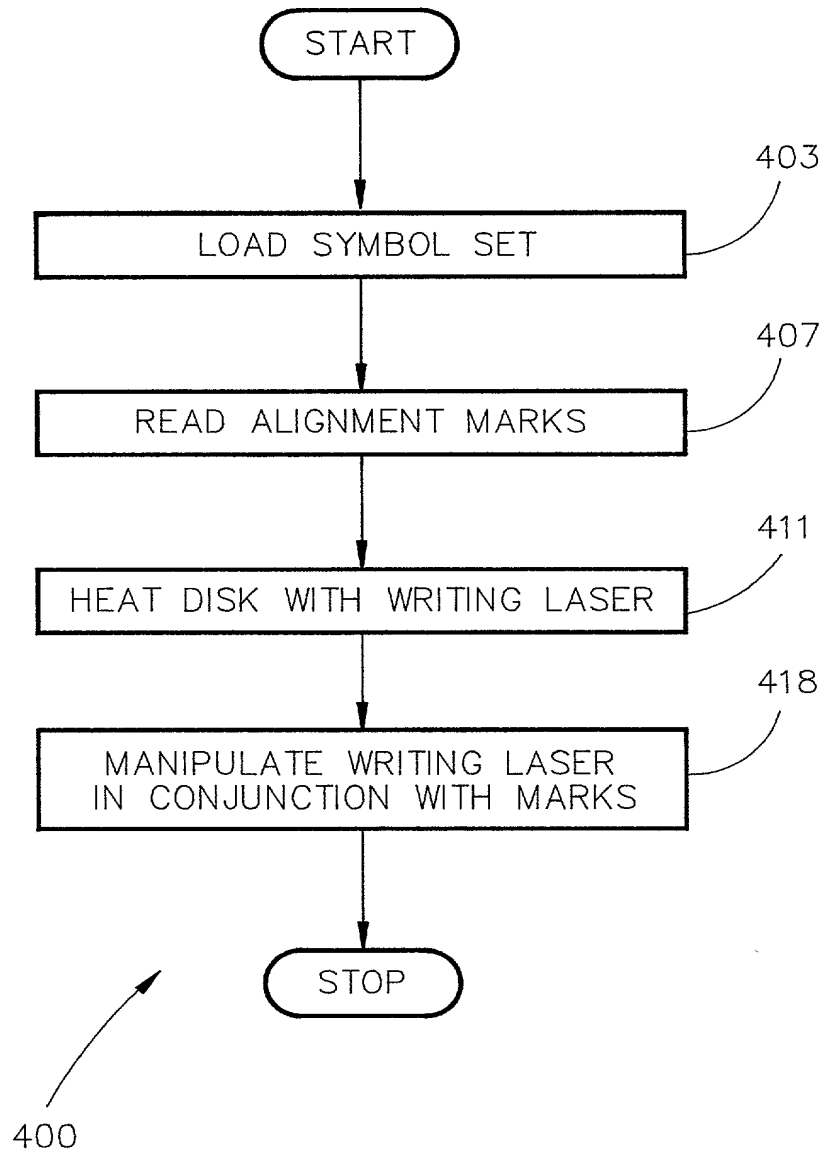 START
403
LOAD SYMBOL SET
407
READ ALIGNMENT MARKS
411
HEAT DISK WITH WRITING LASER
418
MANIPULATE WRITING LASER
IN CONJUNCTION WITH MARKS
STOP
400